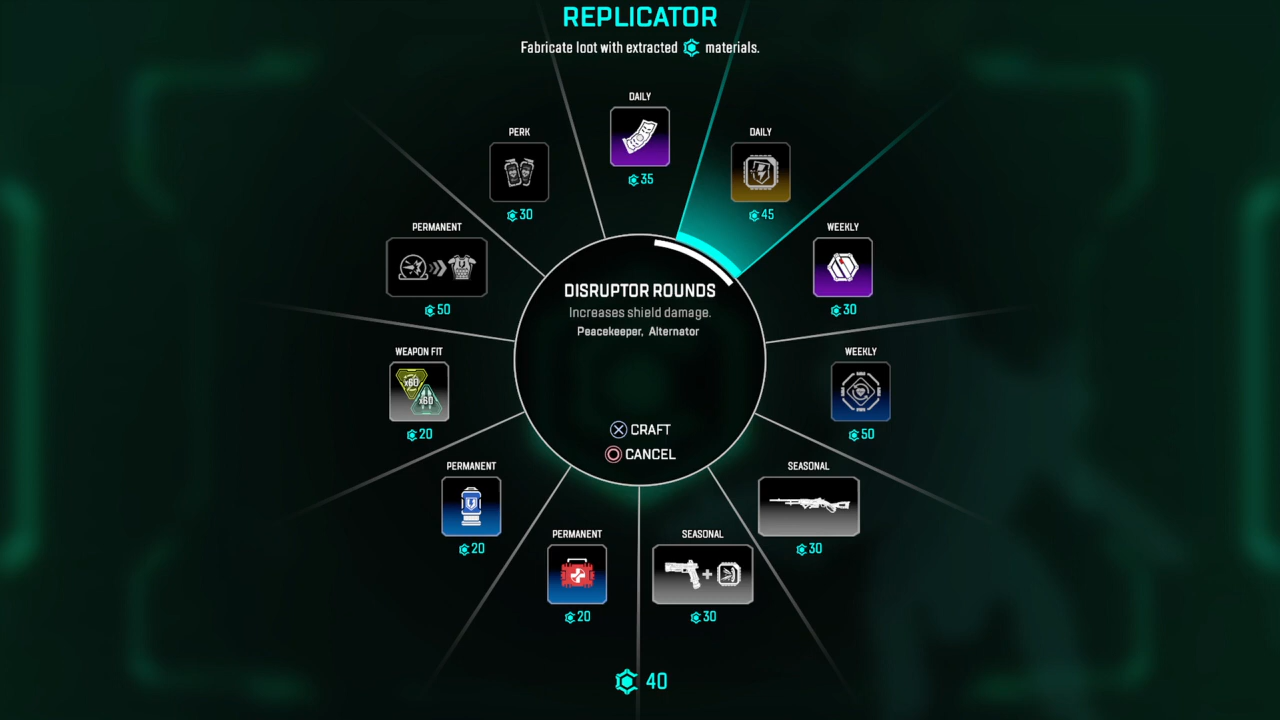 REPLICATOR
Fabricate loot with extracted materials.
DAILY
35
DAILY
45
WEEKLY
30
WEEKLY
50
SEASONAL
30
SEASONAL
30
PERMANENT
20
PERMANENT
20
WEAPON FIT
x60
x60
20
PERMANENT
50
PERK
30
DISRUPTOR ROUNDS
Increases shield damage.
Peacekeeper, Alternator
CRAFT
CANCEL
40